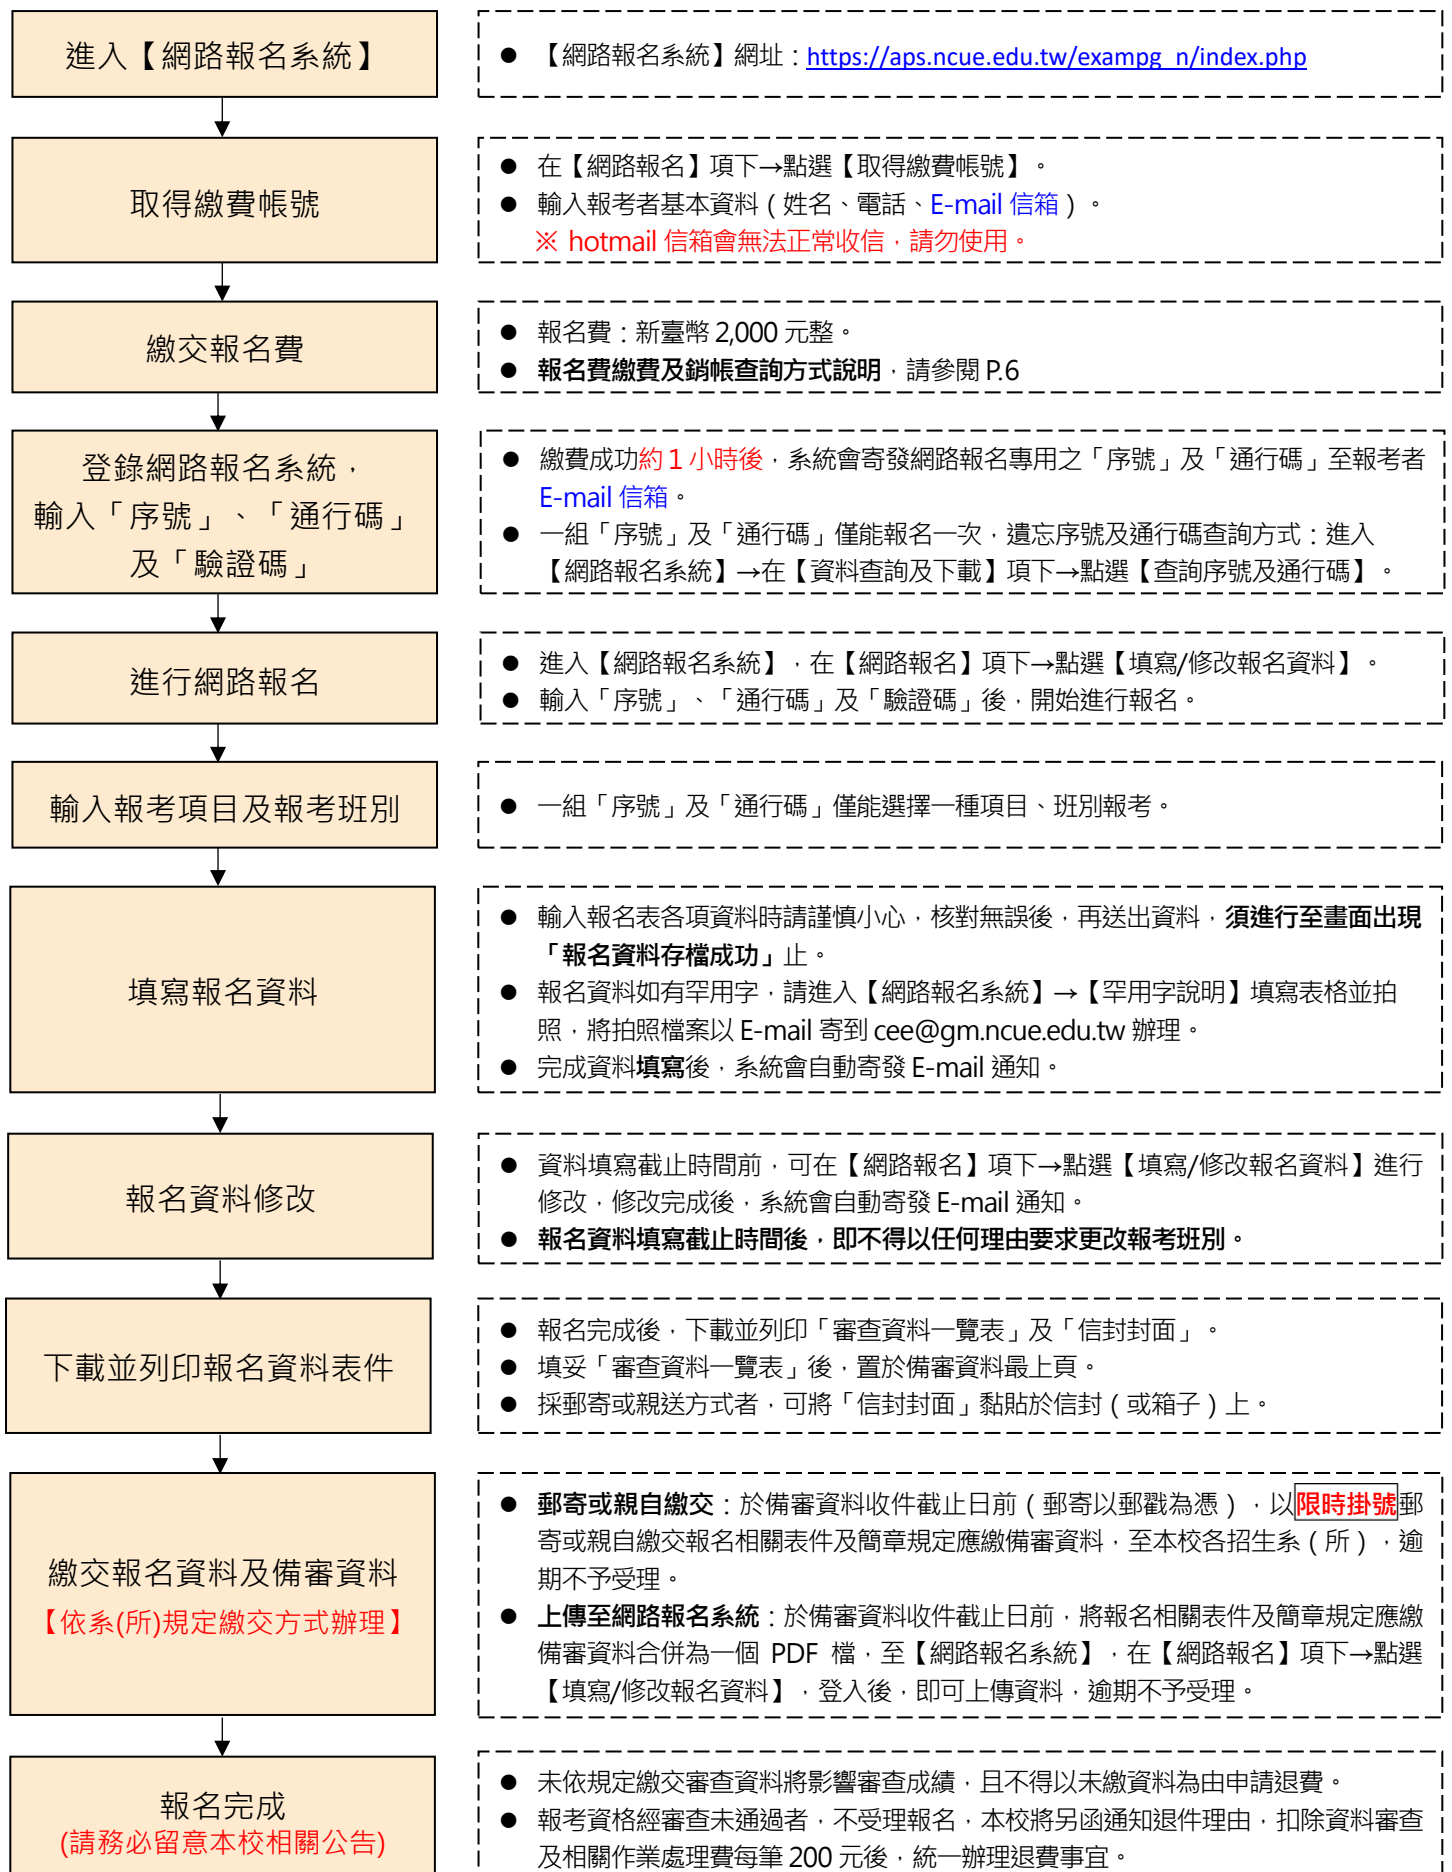 進入【網路報名系統】
● 【網路報名系統】網址：https://aps.ncue.edu.tw/exampg_n/index.php
取得繳費帳號
● 在【網路報名】項下→點選【取得繳費帳號】。
● 輸入報考者基本資料（姓名、電話、E-mail 信箱）。
※ hotmail 信箱會無法正常收信，請勿使用。
繳交報名費
● 報名費：新臺幣 2,000 元整。
● 報名費繳費及銷帳查詢方式說明，請參閱 P.6
登錄網路報名系統，
輸入「序號」、「通行碼」
及「驗證碼」
● 繳費成功約 1 小時後，系統會寄發網路報名專用之「序號」及「通行碼」至報考者
E-mail 信箱。
● 一組「序號」及「通行碼」僅能報名一次，遺忘序號及通行碼查詢方式：進入
【網路報名系統】→在【資料查詢及下載】項下→點選【查詢序號及通行碼】。
進行網路報名
● 進入【網路報名系統】，在【網路報名】項下→點選【填寫/修改報名資料】。
● 輸入「序號」、「通行碼」及「驗證碼」後，開始進行報名。
輸入報考項目及報考班別
● 一組「序號」及「通行碼」僅能選擇一種項目、班別報考。
填寫報名資料
● 輸入報名表各項資料時請謹慎小心，核對無誤後，再送出資料，須進行至畫面出現
「報名資料存檔成功」止。
● 報名資料如有罕用字，請進入【網路報名系統】→【罕用字說明】填寫表格並拍
照，將拍照檔案以 E-mail 寄到 cee@gm.ncue.edu.tw 辦理。
● 完成資料填寫後，系統會自動寄發 E-mail 通知。
報名資料修改
● 資料填寫截止時間前，可在【網路報名】項下→點選【填寫/修改報名資料】進行
修改，修改完成後，系統會自動寄發 E-mail 通知。
● 報名資料填寫截止時間後，即不得以任何理由要求更改報考班別。
下載並列印報名資料表件
● 報名完成後，下載並列印「審查資料一覽表」及「信封封面」。
● 填妥「審查資料一覽表」後，置於備審資料最上頁。
● 採郵寄或親送方式者，可將「信封封面」黏貼於信封（或箱子）上。
繳交報名資料及備審資料
【依系(所)規定繳交方式辦理】
● 郵寄或親自繳交：於備審資料收件截止日前（郵寄以郵戳為憑），以限時掛號郵
寄或親自繳交報名相關表件及簡章規定應繳備審資料，至本校各招生系（所），逾
期不予受理。
● 上傳至網路報名系統：於備審資料收件截止日前，將報名相關表件及簡章規定應繳
備審資料合併為一個 PDF 檔，至【網路報名系統】，在【網路報名】項下→點選
【填寫/修改報名資料】，登入後，即可上傳資料，逾期不予受理。
報名完成
(請務必留意本校相關公告)
● 未依規定繳交審查資料將影響審查成績，且不得以未繳資料為由申請退費。
● 報考資格經審查未通過者，不受理報名，本校將另函通知退件理由，扣除資料審查
及相關作業處理費每筆 200 元後，統一辦理退費事宜。